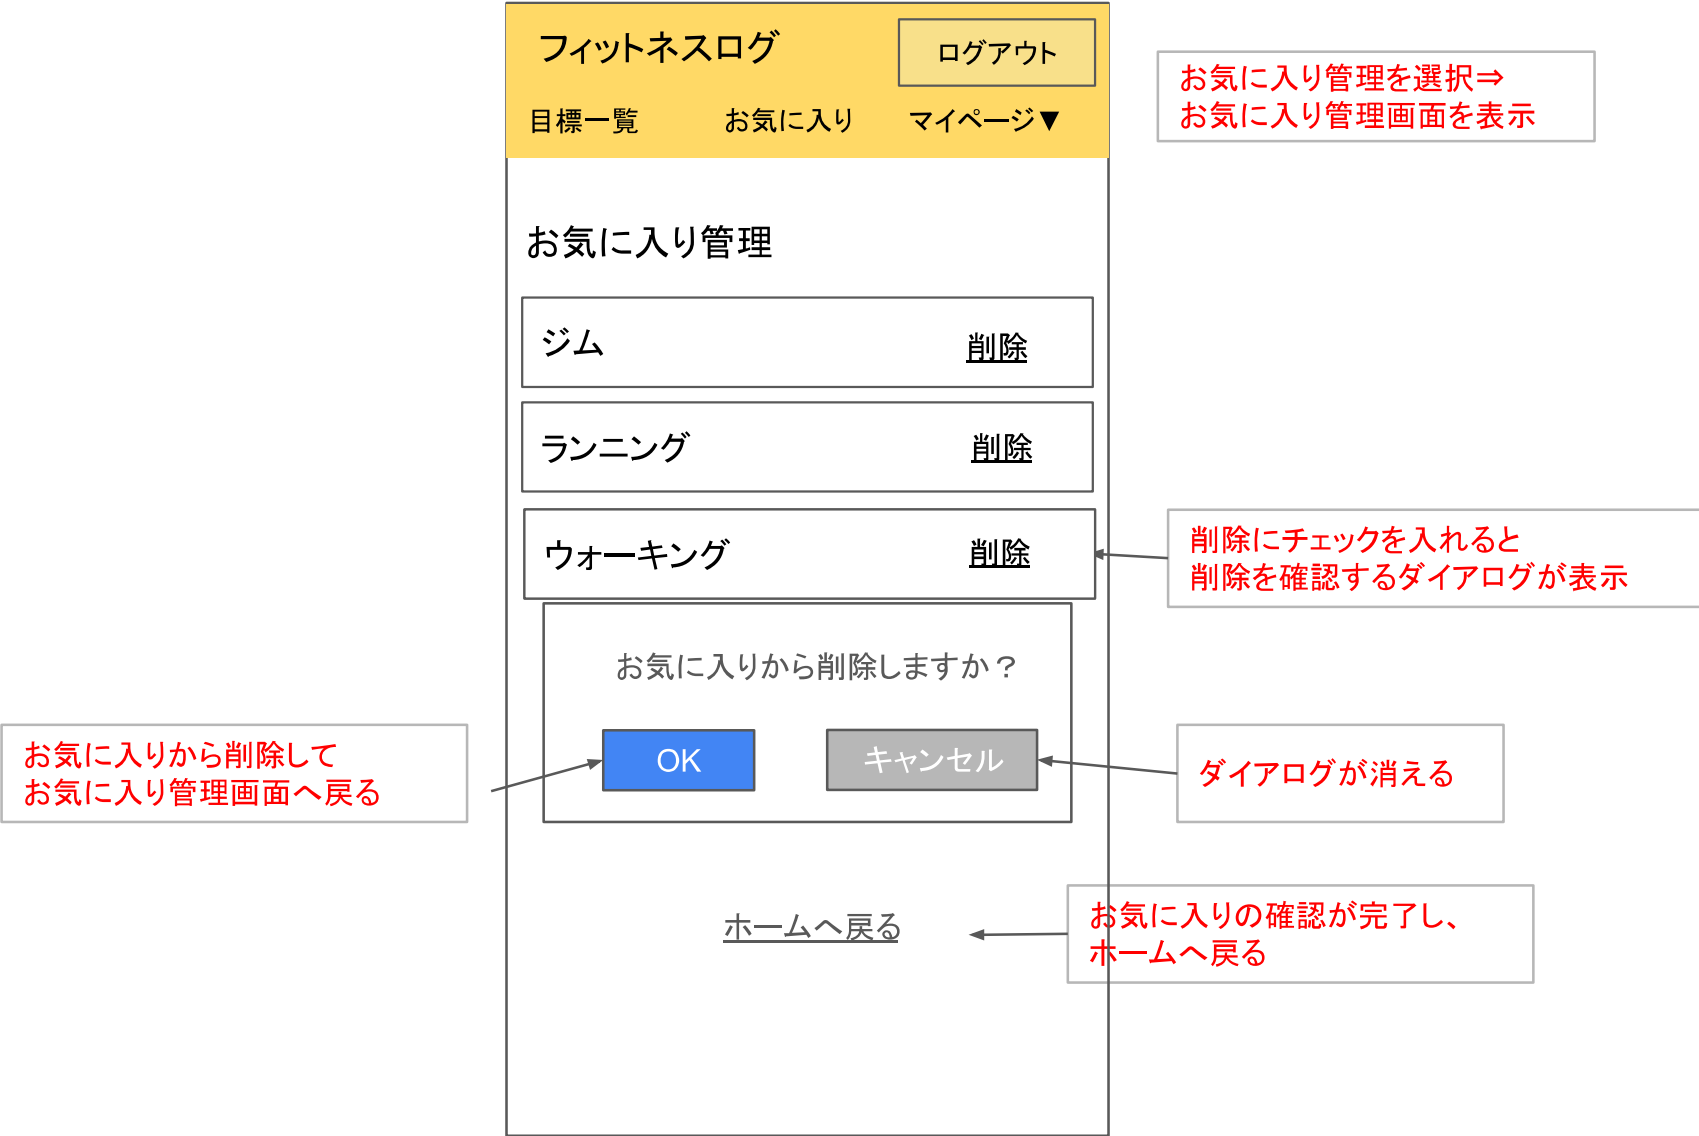 フィットネスログ
ログアウト
目標一覧
お気に入り
マイページ▼
お気に入り管理を選択⇒
お気に入り管理画面を表示
お気に入り管理
ジム
削除
ランニング
削除
ウォーキング
削除
削除にチェックを入れると
削除を確認するダイアログが表示
お気に入りから削除しますか？
OK
キャンセル
お気に入りから削除して
お気に入り管理画面へ戻る
ダイアログが消える
ホームへ戻る
お気に入りの確認が完了し、
ホームへ戻る